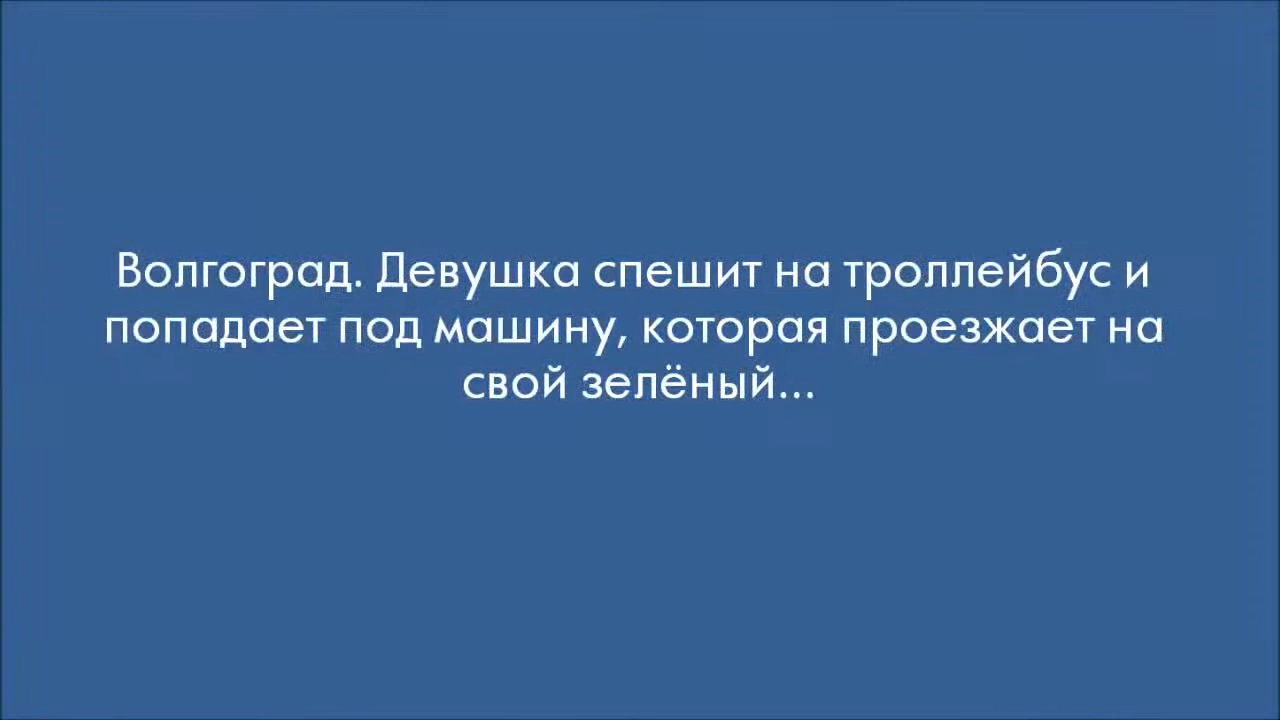 Волгоград. Девушка спешит на троллейбус и
попадает под машину, которая проезжает на
свой зелёный...